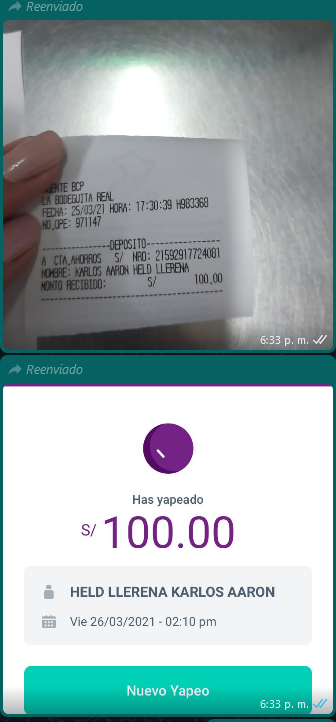 Reenviado
AGENTE BCP
LA BODEGUITA REAL
FECHA: 25/03/21 HORA: 17:30:39 H983368
NO.OPE: 971147
DEPOSITO
A CTA.AHORROS S/ NRO: 21592917724081
NOMBRE: KARLOS AARON HELD LLERENA
MONTO RECIBIDO: S/ 100.00
6:33 p. m.
Reenviado
Has yapeado
S/ 100.00
HELD LLERENA KARLOS AARON
Vie 26/03/2021 - 02:10 pm
Nuevo Yapeo
6:33 p. m.